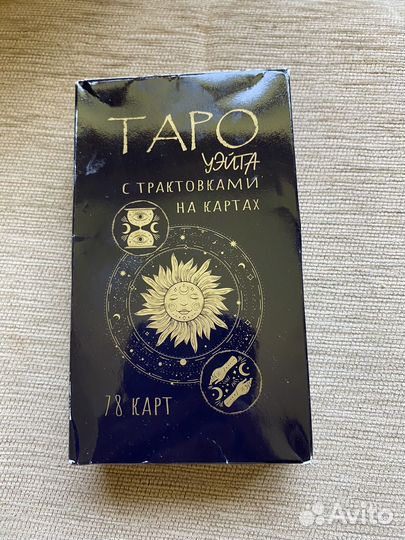 ТАРО
УЭЙТА
С ТРАКТОВКАМИ
НА КАРТАХ
78 КАРТ
Avito